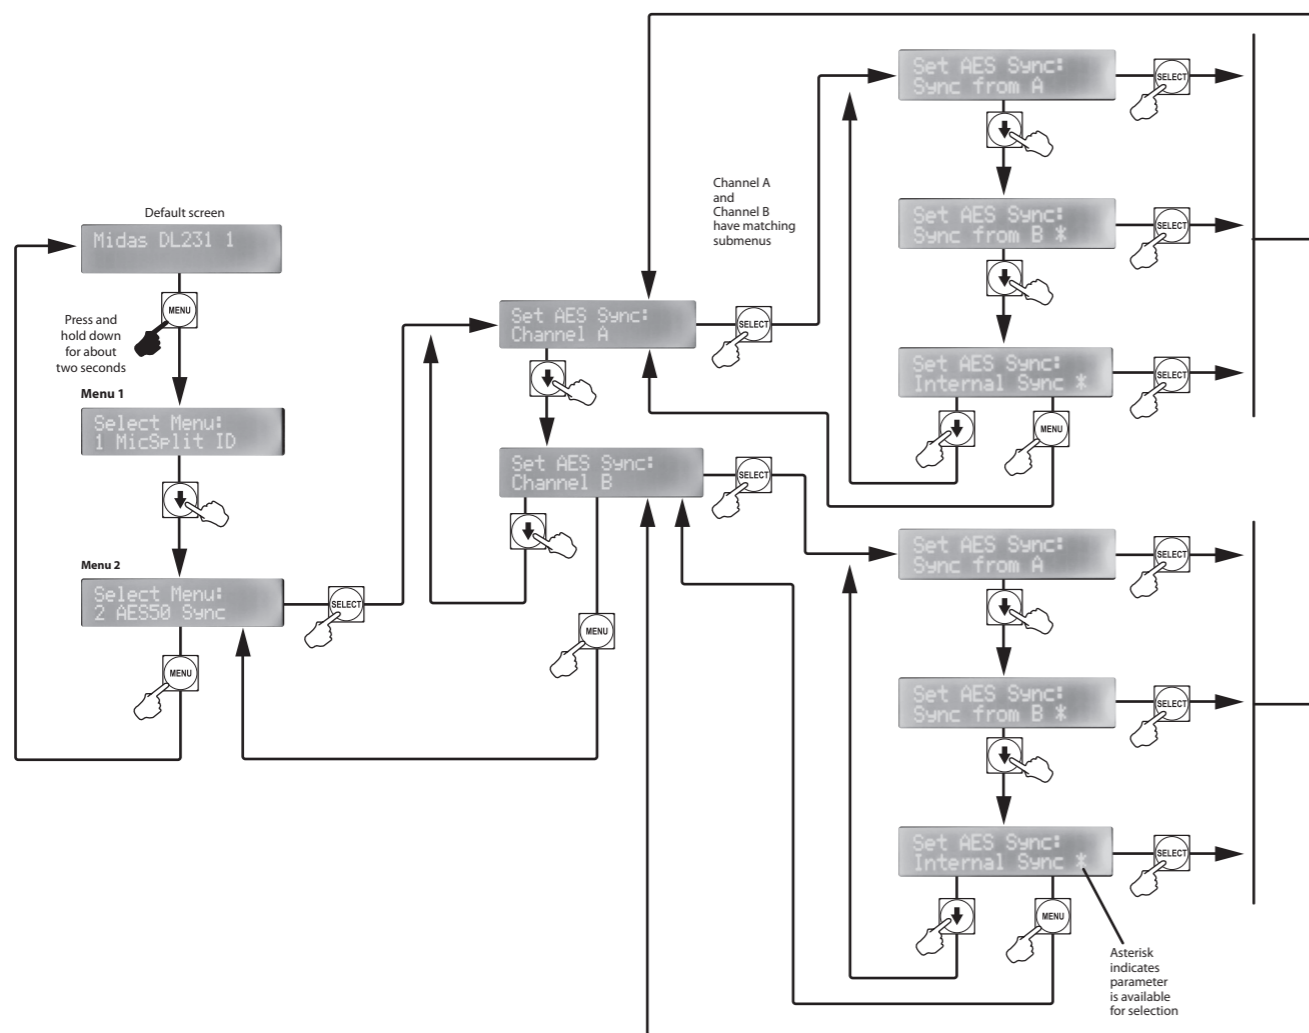 Default screen
Midas DL231 1
MENU
Press and
hold down
for about
two seconds
Menu 1
Select Menu:
1 MicSplit ID
Menu 2
Select Menu:
2 AES50 Sync
SELECT
MENU
Set AES Sync:
Channel A
SELECT
Set AES Sync:
Channel B
SELECT
MENU
Channel A
and
Channel B
have matching
submenus
Set AES Sync:
Sync from A
SELECT
Set AES Sync:
Sync from B *
SELECT
Set AES Sync:
Internal Sync *
SELECT
MENU
Set AES Sync:
Sync from A
SELECT
Set AES Sync:
Sync from B *
SELECT
Set AES Sync:
Internal Sync *
SELECT
MENU
Asterisk
indicates
parameter
is available
for selection